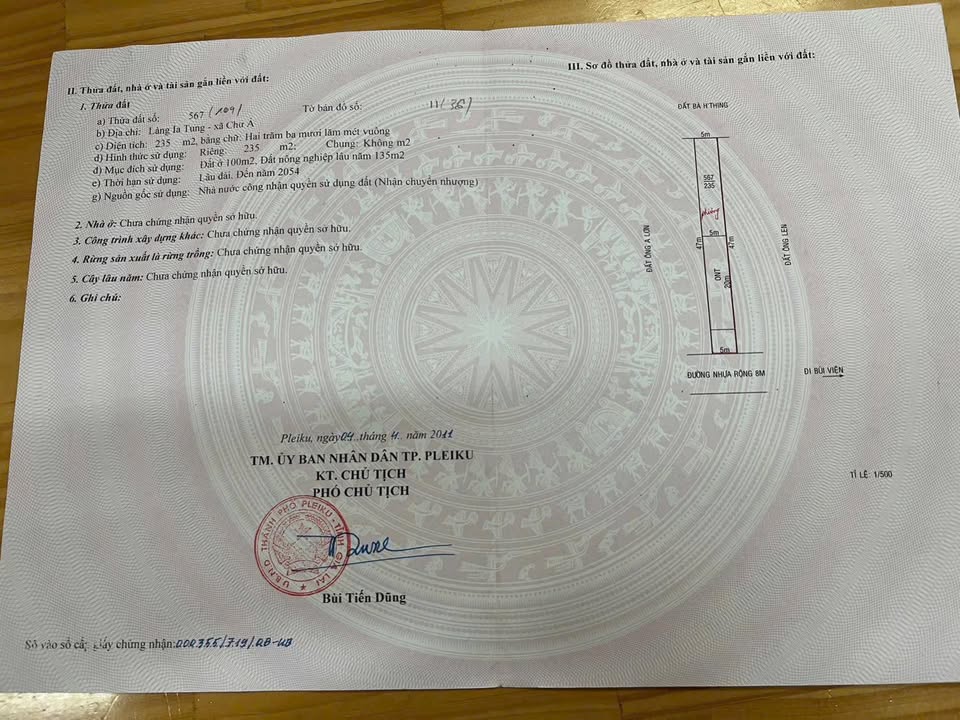 II. Thửa đất, nhà ở và tài sản gắn liền với đất:
1. Thửa đất
a) Thửa đất số: 567 (109) Tờ bản đồ số: 11 (36)
b) Địa chỉ: Làng Ia Tung - xã Chư Á
c) Diện tích: 235 m2, bằng chữ: Hai trăm ba mươi lăm mét vuông
d) Hình thức sử dụng: Riêng: 235 m2; Chung: Không m2
đ) Mục đích sử dụng: Đất ở 100m2, Đất nông nghiệp lâu năm 135m2
e) Thời hạn sử dụng: Lâu dài. Đến năm 2054
g) Nguồn gốc sử dụng: Nhà nước công nhận quyền sử dụng đất (Nhận chuyển nhượng)
2. Nhà ở: Chưa chứng nhận quyền sở hữu.
3. Công trình xây dựng khác: Chưa chứng nhận quyền sở hữu.
4. Rừng sản xuất là rừng trồng: Chưa chứng nhận quyền sở hữu.
5. Cây lâu năm: Chưa chứng nhận quyền sở hữu.
6. Ghi chú:
Pleiku, ngày 04 tháng 4 năm 2011
TM. ỦY BAN NHÂN DÂN TP. PLEIKU
KT. CHỦ TỊCH
PHÓ CHỦ TỊCH
U.B.N.D THÀNH PHỐ PLEIKU - TỈNH GIA LAI
Bùi Tiến Dũng
Số vào sổ cấp giấy chứng nhận:
III. Sơ đồ thửa đất, nhà ở và tài sản gắn liền với đất:
ĐẤT BÀ H'THING
5m
567
235
5m
47m
47m
ĐẤT ÔNG A LƠN
ĐẤT ÔNG LEN
ONT
20m
5m
ĐƯỜNG NHỰA RỘNG 8M
ĐI BÙI VIỆN
TỈ LỆ: 1/500